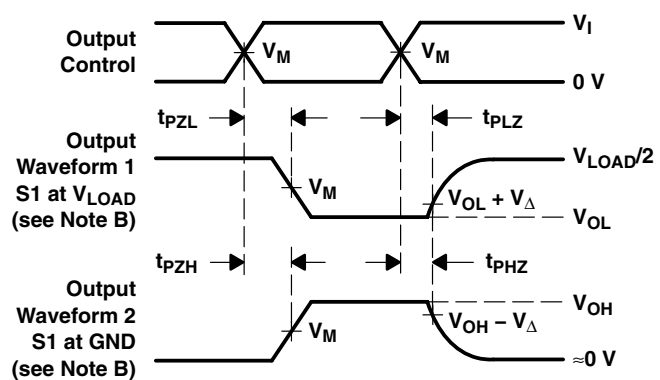 Output
Control
V_M
V_M
V_I
0 V
t_PZL
t_PLZ
Output
Waveform 1
S1 at V_LOAD
(see Note B)
V_M
V_LOAD/2
V_OL + V_Δ
V_OL
t_PZH
t_PHZ
Output
Waveform 2
S1 at GND
(see Note B)
V_M
V_OH
V_OH − V_Δ
≈0 V